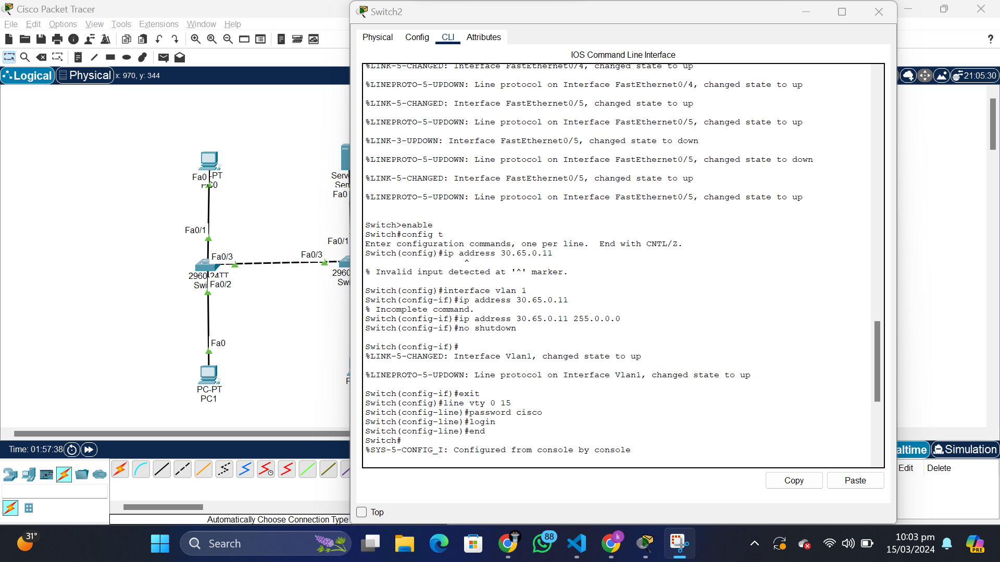 Cisco Packet Tracer
File Edit Options View Tools Extensions Window Help
Logical Physical x: 970, y: 344
21:05:30
?
Fa0 -PT
Fa0/1
Fa0/3
Fa0/3
Fa0/1
Fa0/2
Fa0
PC-PT
PC1
Fa0
Time: 01:57:38
Automatically Choose Connection Type
Switch2
Physical Config CLI Attributes
IOS Command Line Interface
%LINK-5-CHANGED: Interface FastEthernet0/4, changed state to up
%LINEPROTO-5-UPDOWN: Line protocol on Interface FastEthernet0/4, changed state to up
%LINK-5-CHANGED: Interface FastEthernet0/5, changed state to up
%LINEPROTO-5-UPDOWN: Line protocol on Interface FastEthernet0/5, changed state to up
%LINK-3-UPDOWN: Interface FastEthernet0/5, changed state to down
%LINEPROTO-5-UPDOWN: Line protocol on Interface FastEthernet0/5, changed state to down
%LINK-5-CHANGED: Interface FastEthernet0/5, changed state to up
%LINEPROTO-5-UPDOWN: Line protocol on Interface FastEthernet0/5, changed state to up
Switch>enable
Switch#config t
Enter configuration commands, one per line. End with CNTL/Z.
Switch(config)#ip address 30.65.0.11
^
% Invalid input detected at '^' marker.
Switch(config)#interface vlan 1
Switch(config-if)#ip address 30.65.0.11
% Incomplete command.
Switch(config-if)#ip address 30.65.0.11 255.0.0.0
Switch(config-if)#no shutdown
Switch(config-if)#
%LINK-5-CHANGED: Interface Vlan1, changed state to up
%LINEPROTO-5-UPDOWN: Line protocol on Interface Vlan1, changed state to up
Switch(config-if)#exit
Switch(config)#line vty 0 15
Switch(config-line)#password cisco
Switch(config-line)#login
Switch(config-line)#end
Switch#
%SYS-5-CONFIG_I: Configured from console by console
Copy Paste
Top
altime Simulation
Edit Delete
31°
Search
88
k
10:03 pm
15/03/2024
PRE